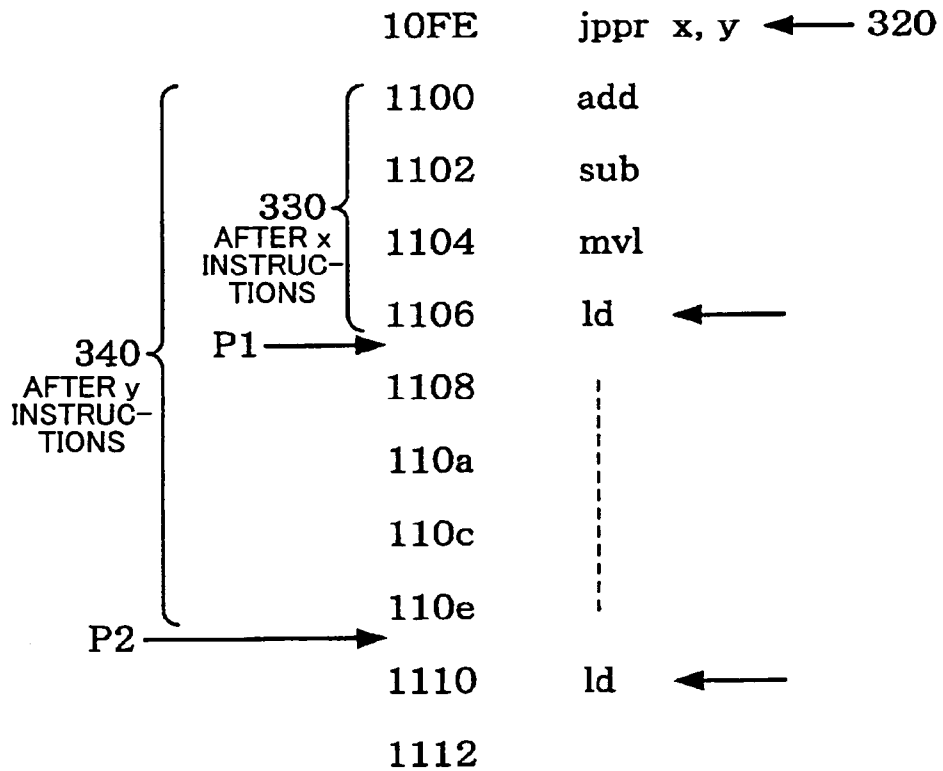 10FE jppr x, y 320
1100 add
1102 sub
330
AFTER x
INSTRUC-
TIONS
1104 mvl
1106 ld
P1
340
AFTER y
INSTRUC-
TIONS
1108
110a
110c
110e
P2
1110 ld
1112